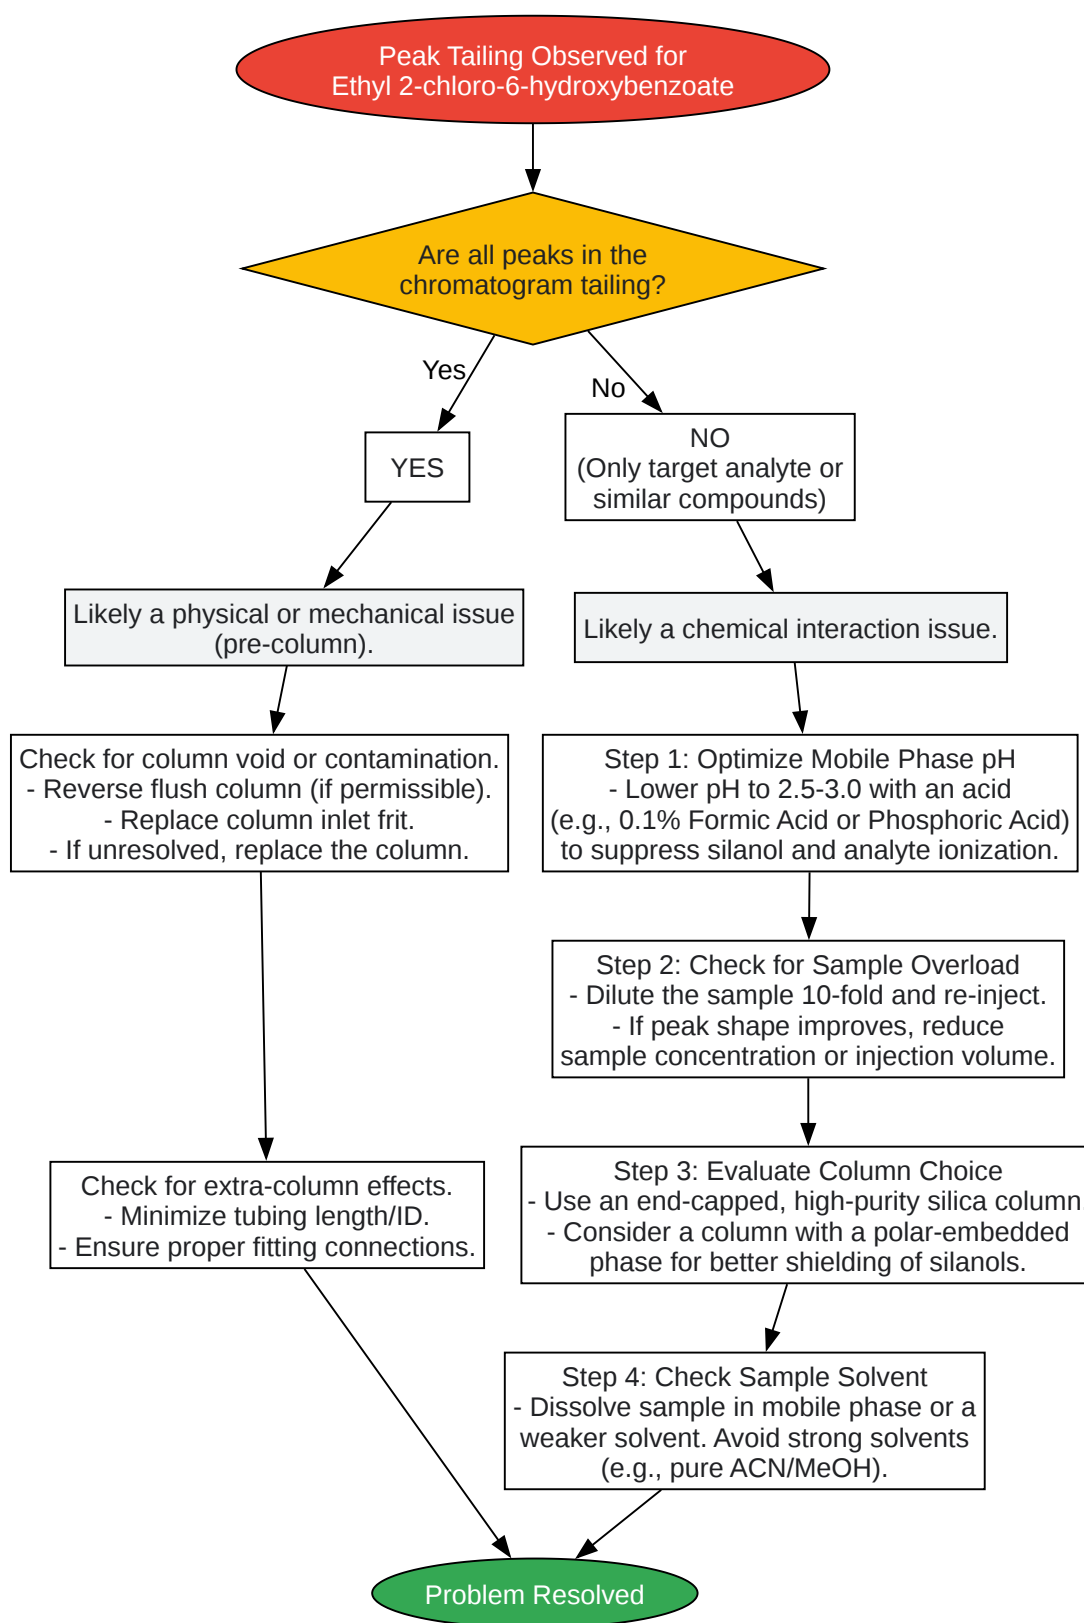 Peak Tailing Observed for
Ethyl 2-chloro-6-hydroxybenzoate
Are all peaks in the
chromatogram tailing?
Yes
No
YES
NO
(Only target analyte or
similar compounds)
Likely a physical or mechanical issue
(pre-column).
Likely a chemical interaction issue.
Check for column void or contamination.
- Reverse flush column (if permissible).
- Replace column inlet frit.
- If unresolved, replace the column.
Step 1: Optimize Mobile Phase pH
- Lower pH to 2.5-3.0 with an acid
(e.g., 0.1% Formic Acid or Phosphoric Acid)
to suppress silanol and analyte ionization.
Step 2: Check for Sample Overload
- Dilute the sample 10-fold and re-inject.
- If peak shape improves, reduce
sample concentration or injection volume.
Check for extra-column effects.
- Minimize tubing length/ID.
- Ensure proper fitting connections.
Step 3: Evaluate Column Choice
- Use an end-capped, high-purity silica column.
- Consider a column with a polar-embedded
phase for better shielding of silanols.
Step 4: Check Sample Solvent
- Dissolve sample in mobile phase or a
weaker solvent. Avoid strong solvents
(e.g., pure ACN/MeOH).
Problem Resolved